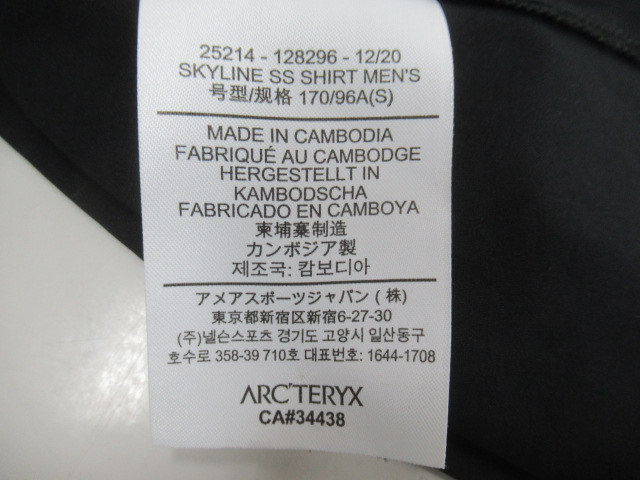 25214 - 128296 - 12/20
SKYLINE SS SHIRT MEN'S
号型/规格 170/96A(S)
MADE IN CAMBODIA
FABRIQUÉ AU CAMBODGE
HERGESTELLT IN
KAMBODSCHA
FABRICADO EN CAMBOYA
柬埔寨制造
カンボジア製
제조국: 캄보디아
アメアスポーツジャパン ( 株)
東京都新宿区新宿6-27-30
(주)넬슨스포츠 경기도 고양시 일산동구
호수로 358-39 710호 대표번호: 1644-1708
ARC'TERYX
CA#34438